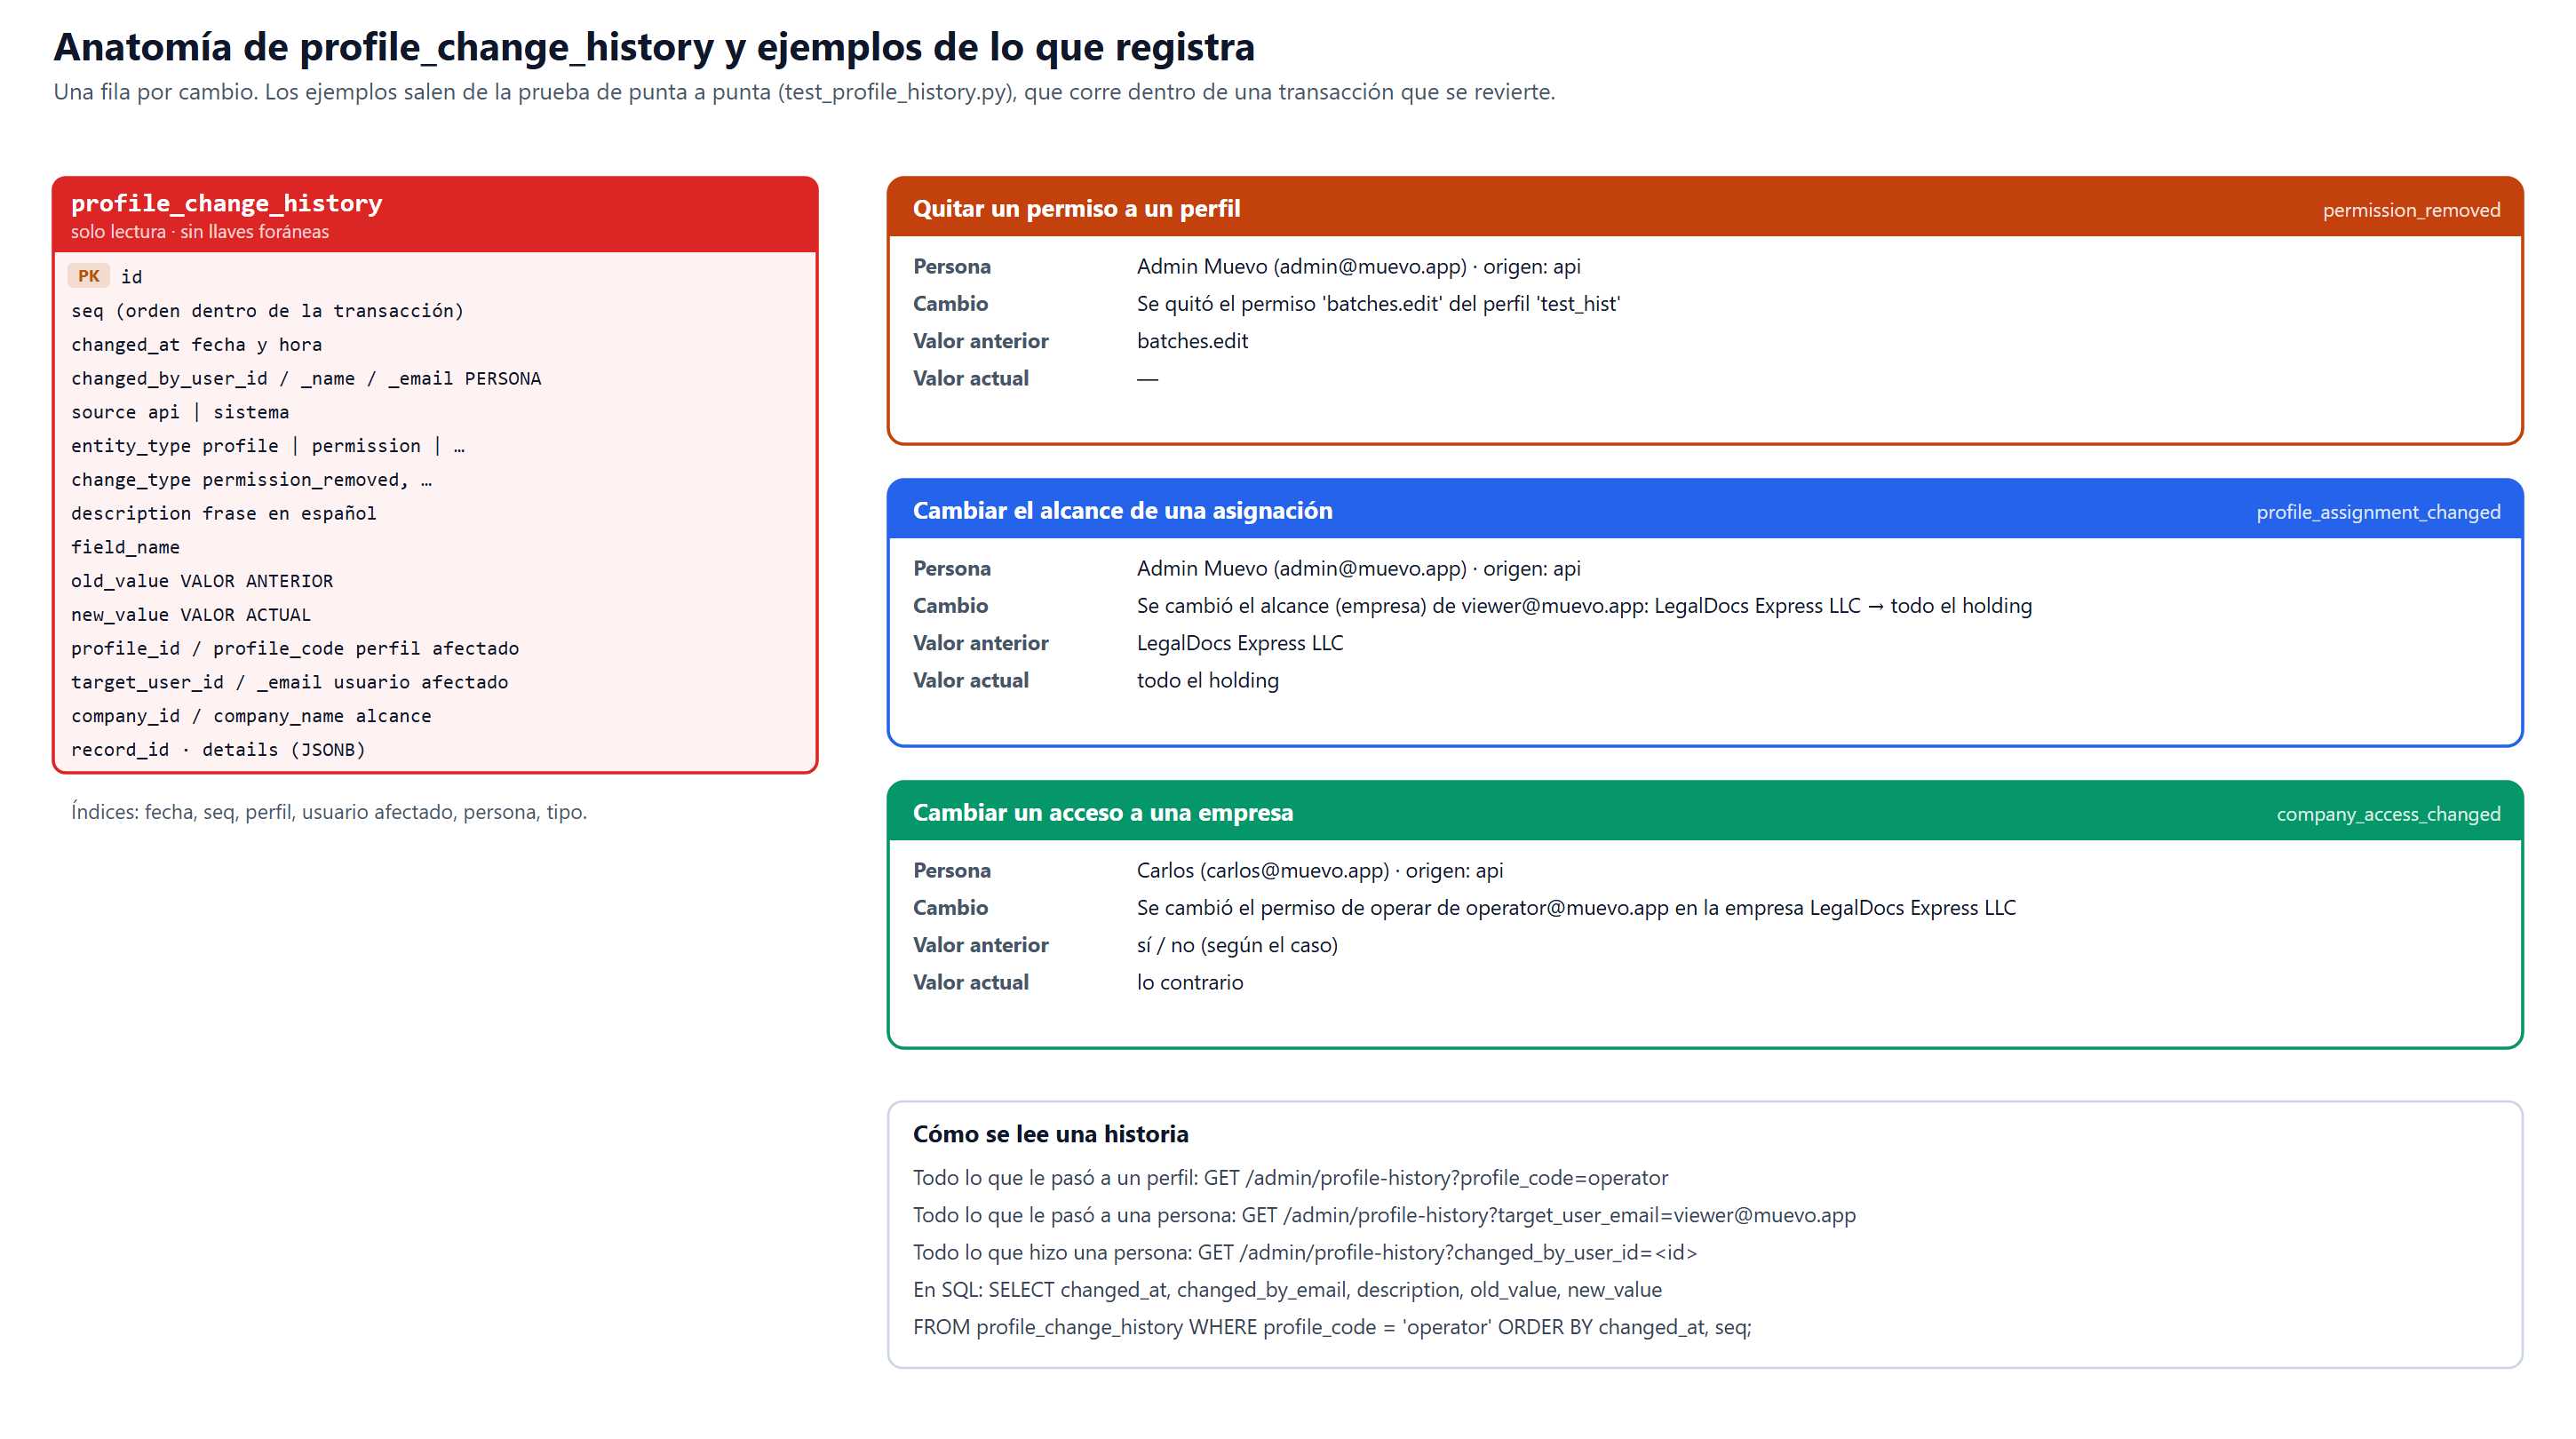 Anatomía de profile_change_history y ejemplos de lo que registra
Una fila por cambio. Los ejemplos salen de la prueba de punta a punta (test_profile_history.py), que corre dentro de una transacción que se revierte.
profile_change_history
solo lectura · sin llaves foráneas
PK id
seq (orden dentro de la transacción)
changed_at fecha y hora
changed_by_user_id / _name / _email PERSONA
source api | sistema
entity_type profile | permission | …
change_type permission_removed, …
description frase en español
field_name
old_value VALOR ANTERIOR
new_value VALOR ACTUAL
profile_id / profile_code perfil afectado
target_user_id / _email usuario afectado
company_id / company_name alcance
record_id · details (JSONB)
Índices: fecha, seq, perfil, usuario afectado, persona, tipo.
Quitar un permiso a un perfil permission_removed
Persona Admin Muevo (admin@muevo.app) · origen: api
Cambio Se quitó el permiso 'batches.edit' del perfil 'test_hist'
Valor anterior batches.edit
Valor actual —
Cambiar el alcance de una asignación profile_assignment_changed
Persona Admin Muevo (admin@muevo.app) · origen: api
Cambio Se cambió el alcance (empresa) de viewer@muevo.app: LegalDocs Express LLC → todo el holding
Valor anterior LegalDocs Express LLC
Valor actual todo el holding
Cambiar un acceso a una empresa company_access_changed
Persona Carlos (carlos@muevo.app) · origen: api
Cambio Se cambió el permiso de operar de operator@muevo.app en la empresa LegalDocs Express LLC
Valor anterior sí / no (según el caso)
Valor actual lo contrario
Cómo se lee una historia
Todo lo que le pasó a un perfil: GET /admin/profile-history?profile_code=operator
Todo lo que le pasó a una persona: GET /admin/profile-history?target_user_email=viewer@muevo.app
Todo lo que hizo una persona: GET /admin/profile-history?changed_by_user_id=<id>
En SQL: SELECT changed_at, changed_by_email, description, old_value, new_value
FROM profile_change_history WHERE profile_code = 'operator' ORDER BY changed_at, seq;